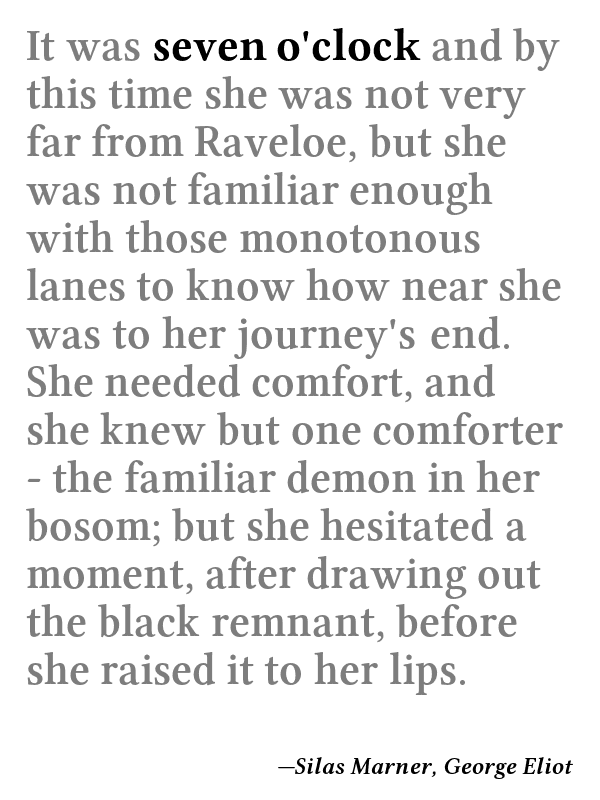 It was seven o'clock and by
this time she was not very
far from Raveloe, but she
was not familiar enough
with those monotonous
lanes to know how near she
was to her journey's end.
She needed comfort, and
she knew but one comforter
- the familiar demon in her
bosom; but she hesitated a
moment, after drawing out
the black remnant, before
she raised it to her lips.
—Silas Marner, George Eliot